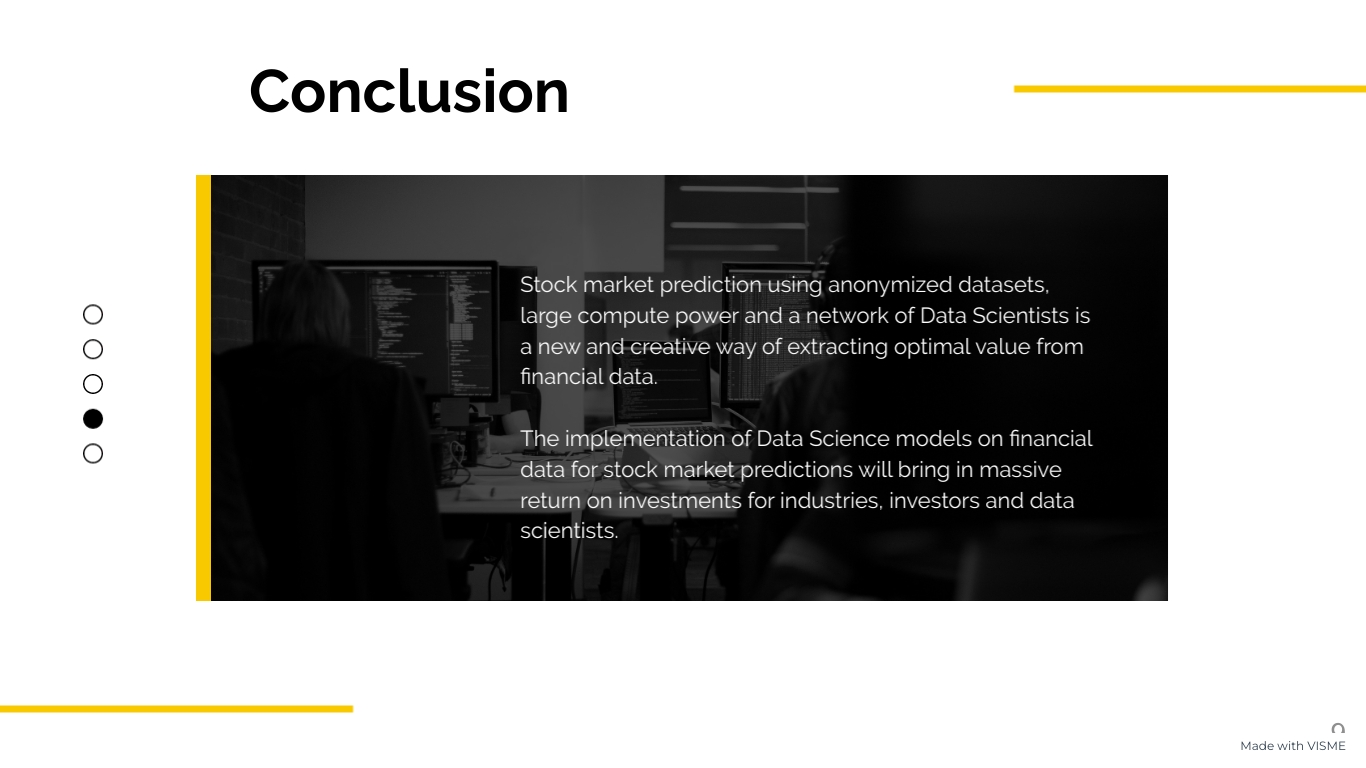 Conclusion
Stock market prediction using anonymized datasets,
large compute power and a network of Data Scientists is
a new and creative way of extracting optimal value from
financial data.
The implementation of Data Science models on financial
data for stock market predictions will bring in massive
return on investments for industries, investors and data
scientists.
Made with VISME